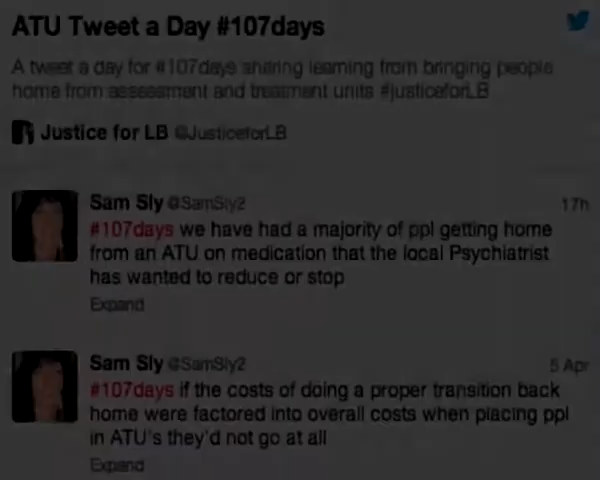 ATU Tweet a Day #107days
A tweet a day for #107days sharing learning from bringing people
home from assessment and treatment units #justiceforLB
Justice for LB @JusticeforLB
Sam Sly @SamSly2 17h
#107days we have had a majority of ppl getting home
from an ATU on medication that the local Psychiatrist
has wanted to reduce or stop
Expand
Sam Sly @SamSly2 5 Apr
#107days if the costs of doing a proper transition back
home were factored into overall costs when placing ppl
in ATU's they'd not go at all
Expand